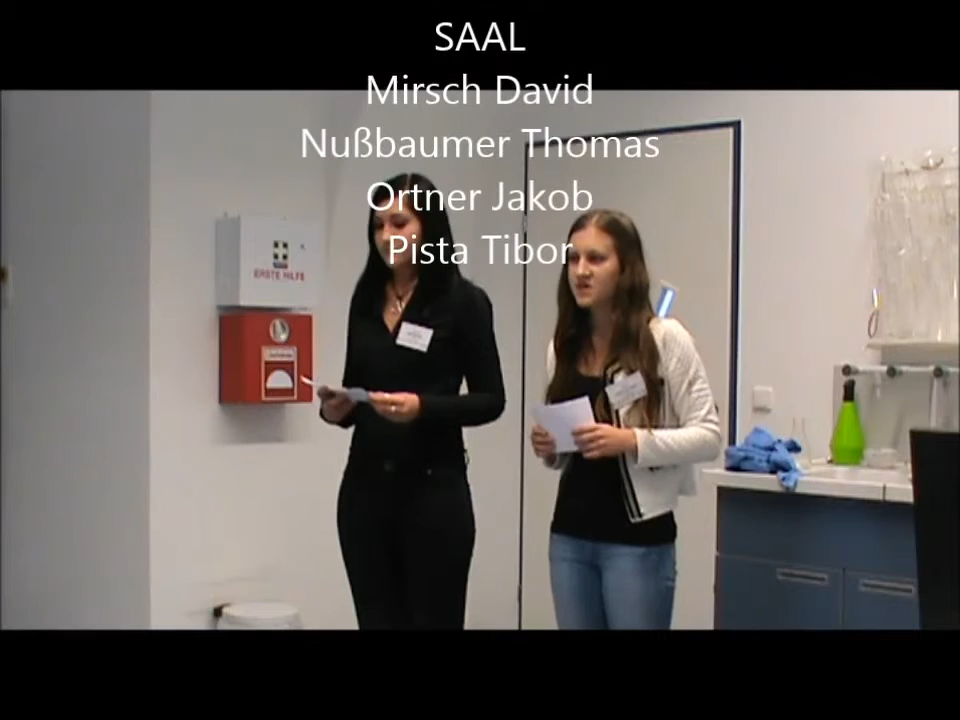 SAAL
Mirsch David
Nußbaumer Thomas
Ortner Jakob
Pista Tibor
ERSTE HILFE